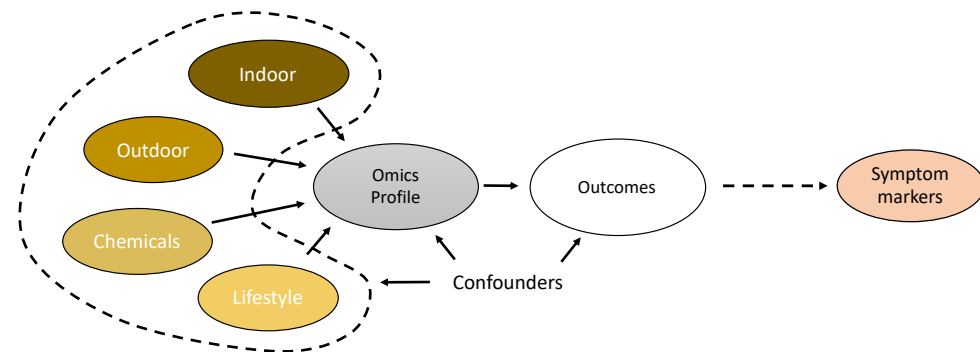 Indoor
Outdoor
Chemicals
Lifestyle
Omics
Profile
Outcomes
Symptom
markers
Confounders